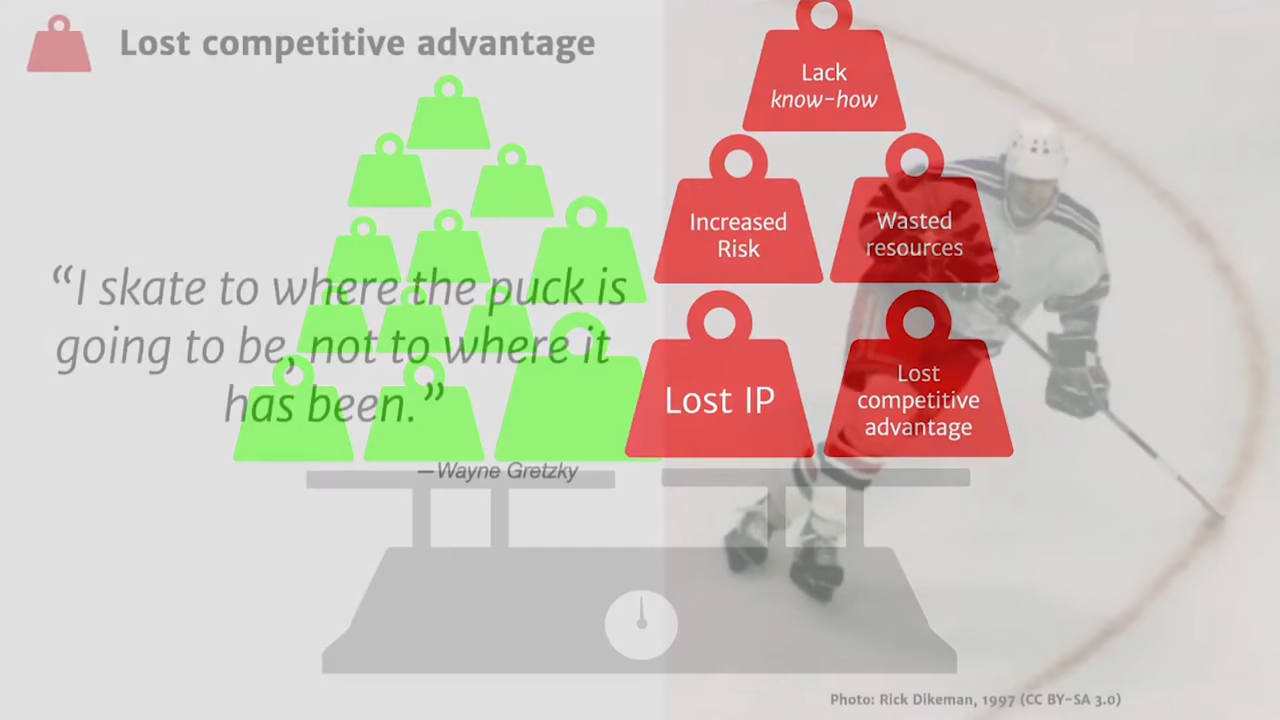 Lost competitive advantage
Lack
know-how
Increased
Risk
Wasted
resources
“I skate to where the puck is
going to be, not to where it
has been.”
Lost IP
Lost
competitive
advantage
—Wayne Gretzky
Photo: Rick Dikeman, 1997 (CC BY-SA 3.0)